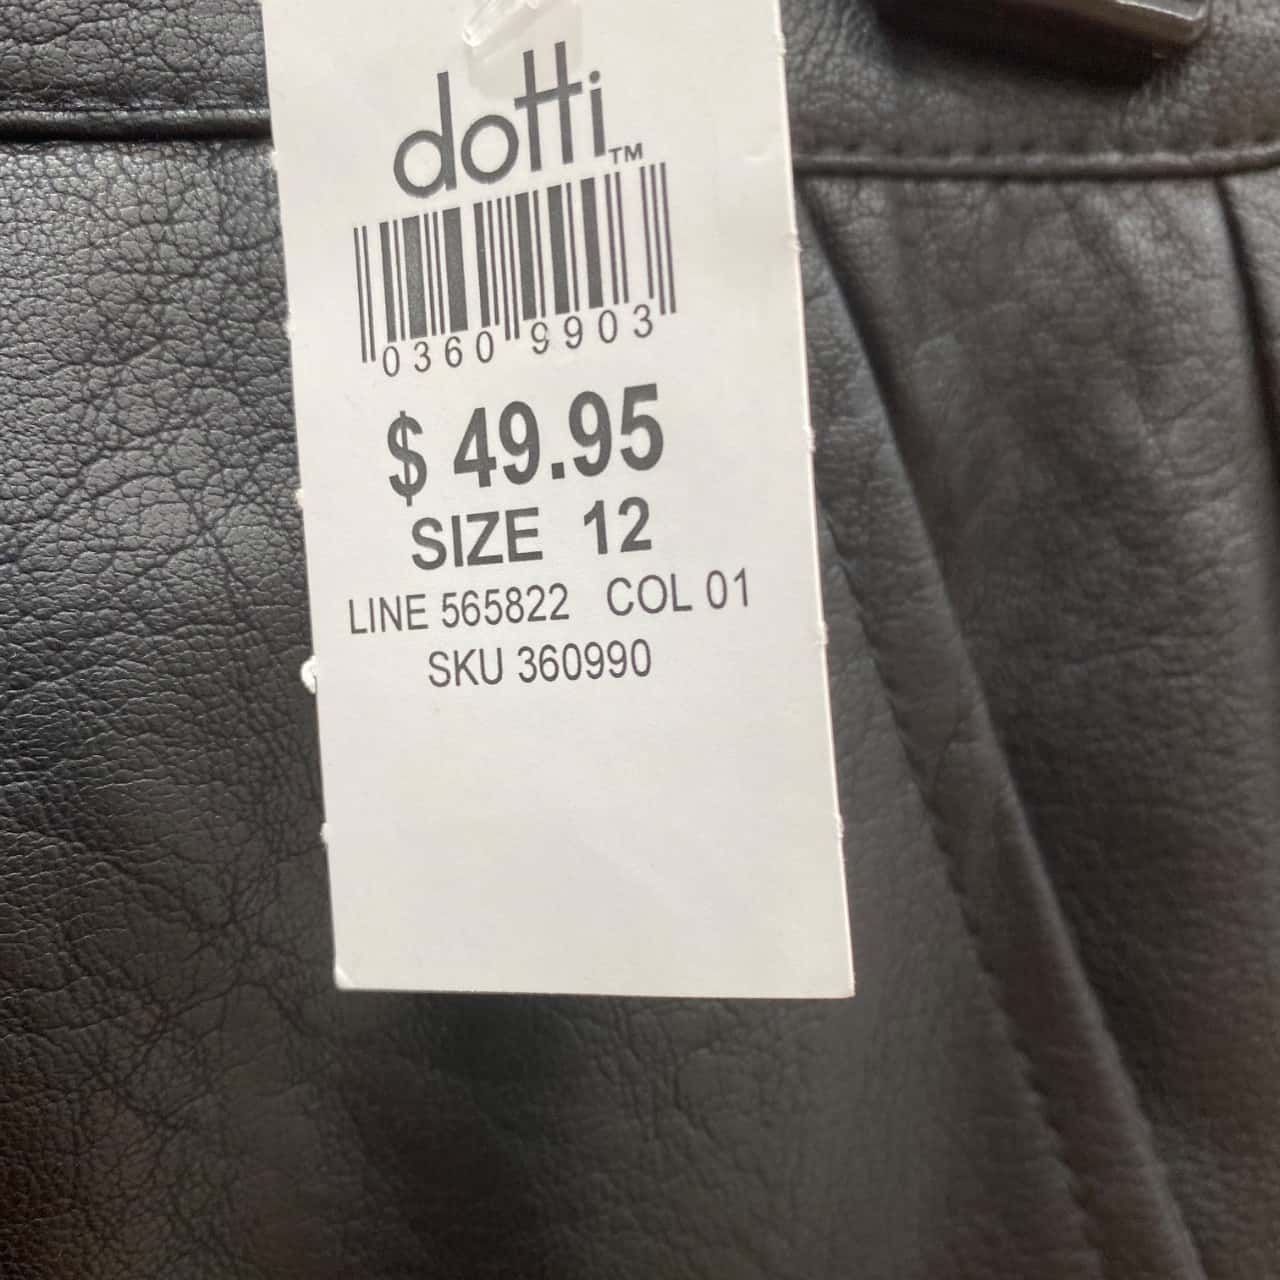 dotti™
0360 9903
$ 49.95
SIZE 12
LINE 565822 COL 01
SKU 360990